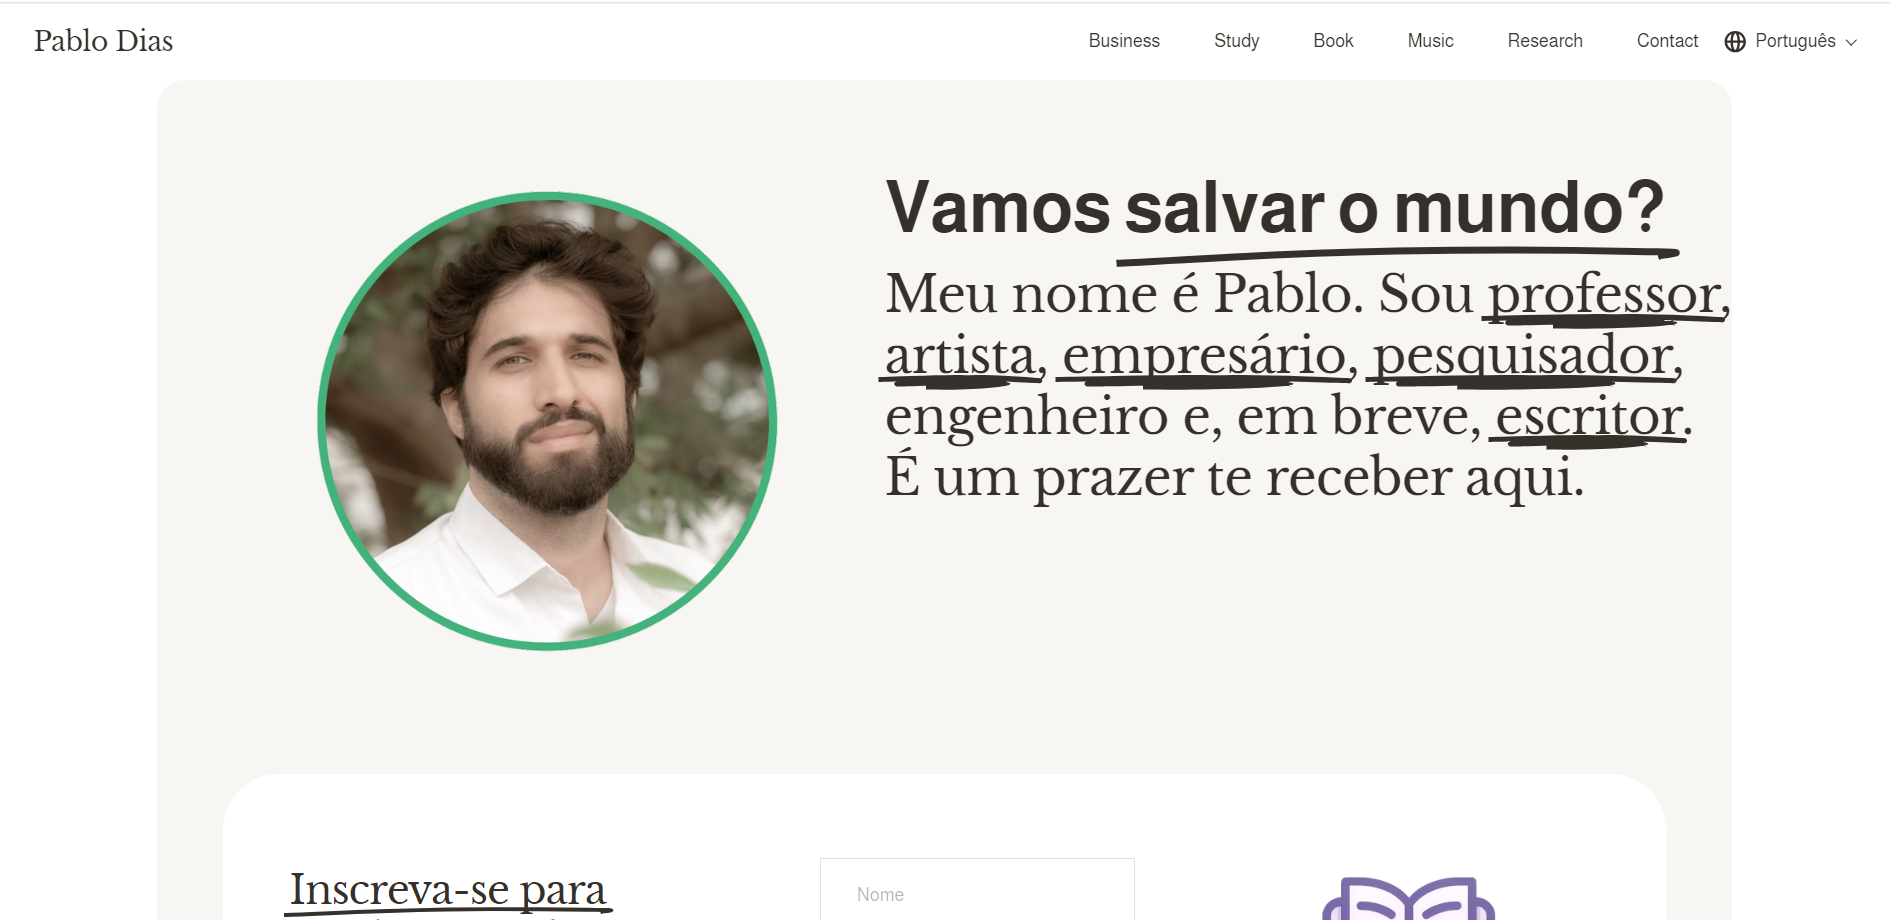 Pablo Dias
Business Study Book Music Research Contact Português
Vamos salvar o mundo?
Meu nome é Pablo. Sou professor,
artista, empresário, pesquisador,
engenheiro e, em breve, escritor.
É um prazer te receber aqui.
Inscreva-se para
Nome